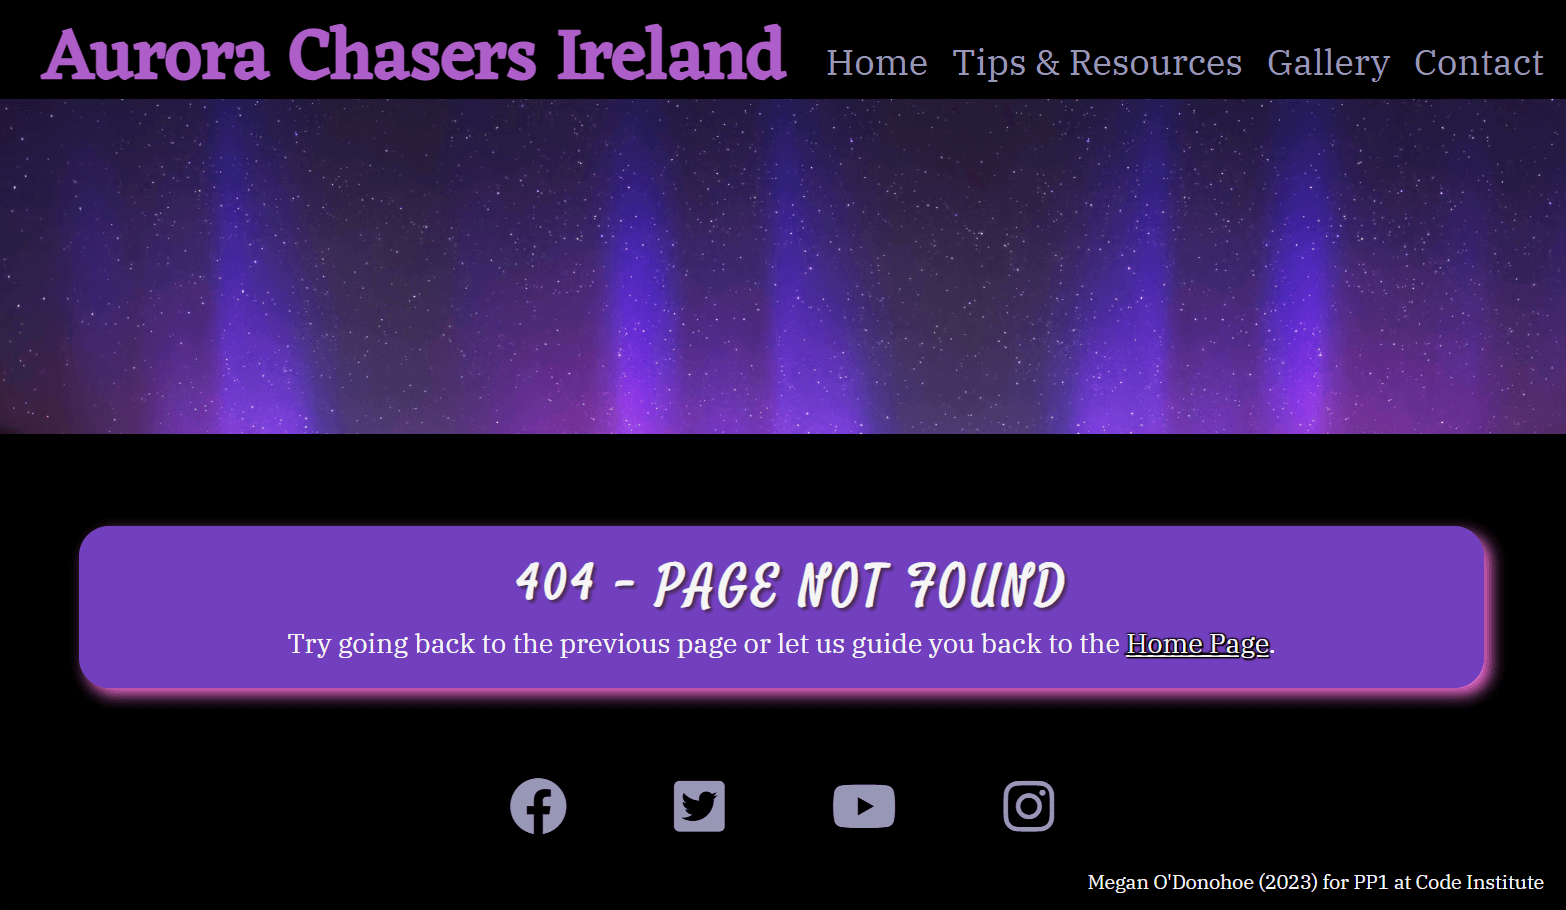 Aurora Chasers Ireland
Home Tips & Resources Gallery Contact
404 - PAGE NOT FOUND
Try going back to the previous page or let us guide you back to the Home Page.
Megan O'Donohoe (2023) for PP1 at Code Institute